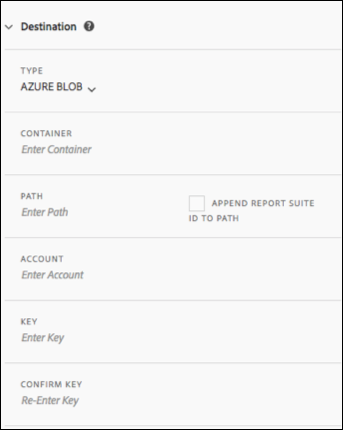 Destination ?
TYPE
AZURE BLOB
CONTAINER
Enter Container
PATH
Enter Path
APPEND REPORT SUITE
ID TO PATH
ACCOUNT
Enter Account
KEY
Enter Key
CONFIRM KEY
Re-Enter Key